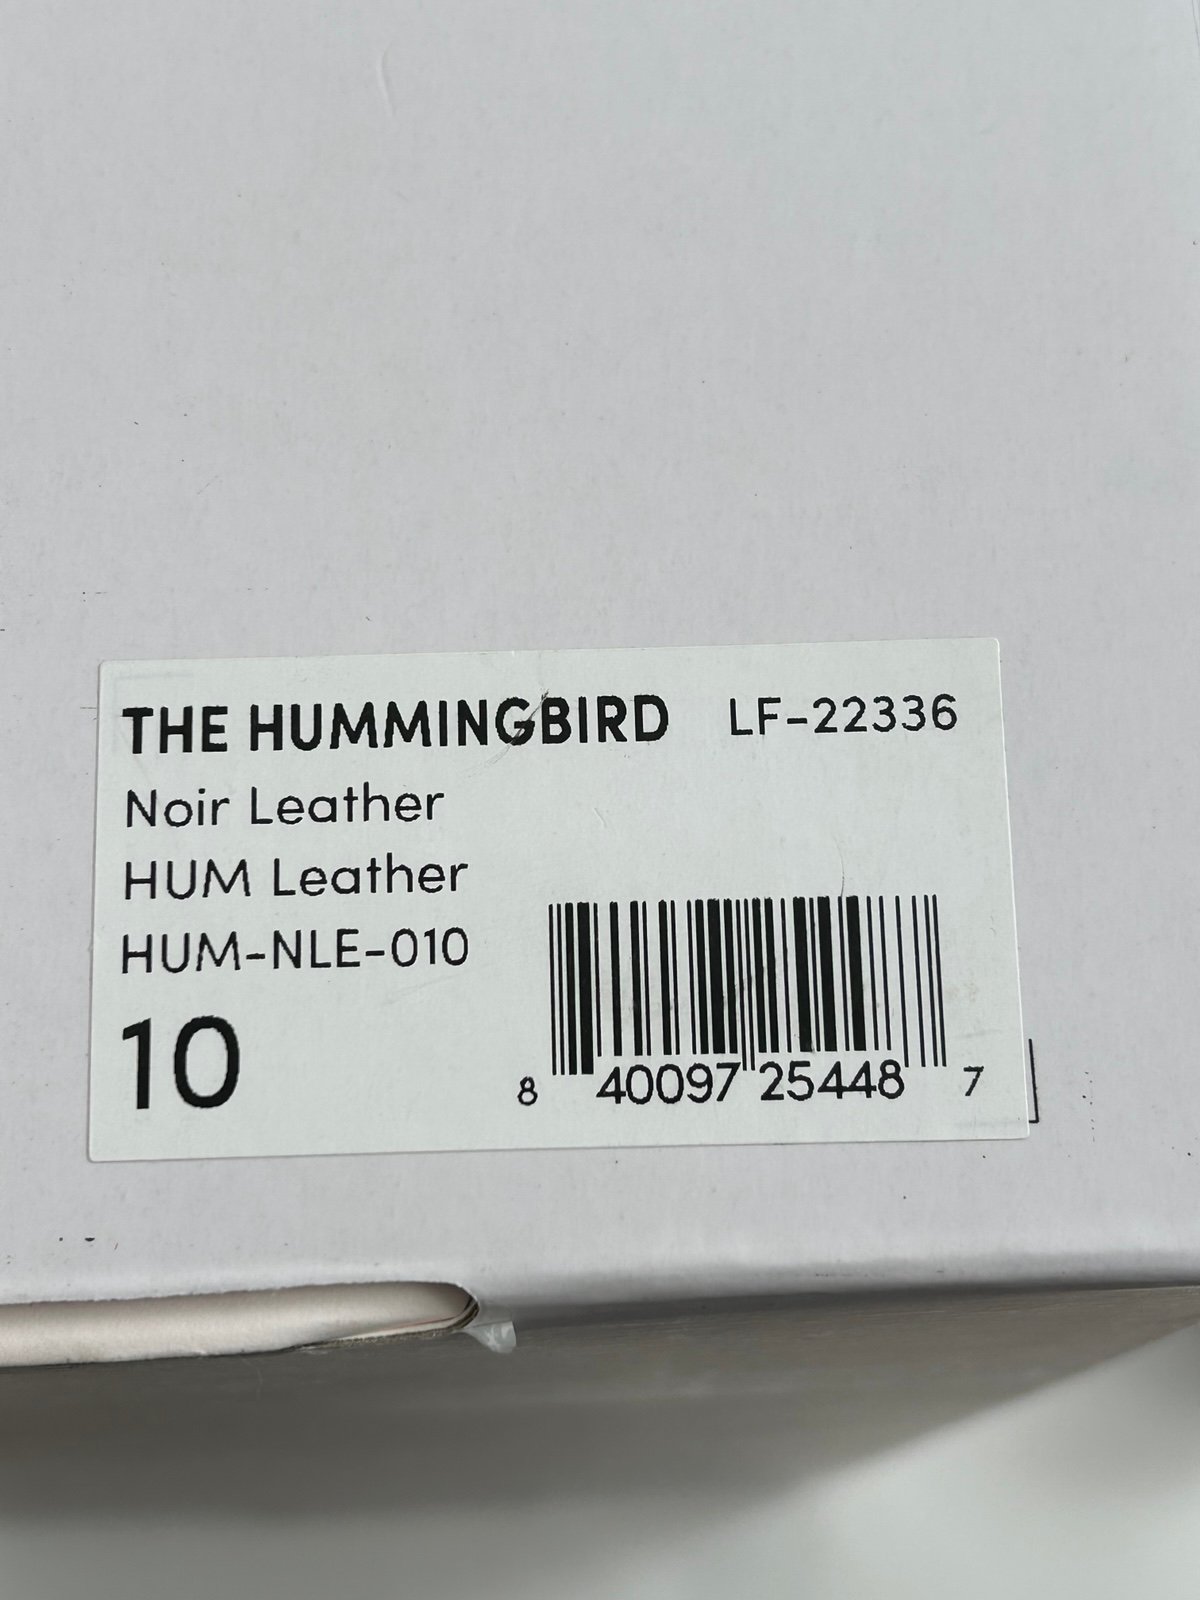 THE HUMMINGBIRD LF-22336
Noir Leather
HUM Leather
HUM-NLE-010
10
8 40097 25448 7